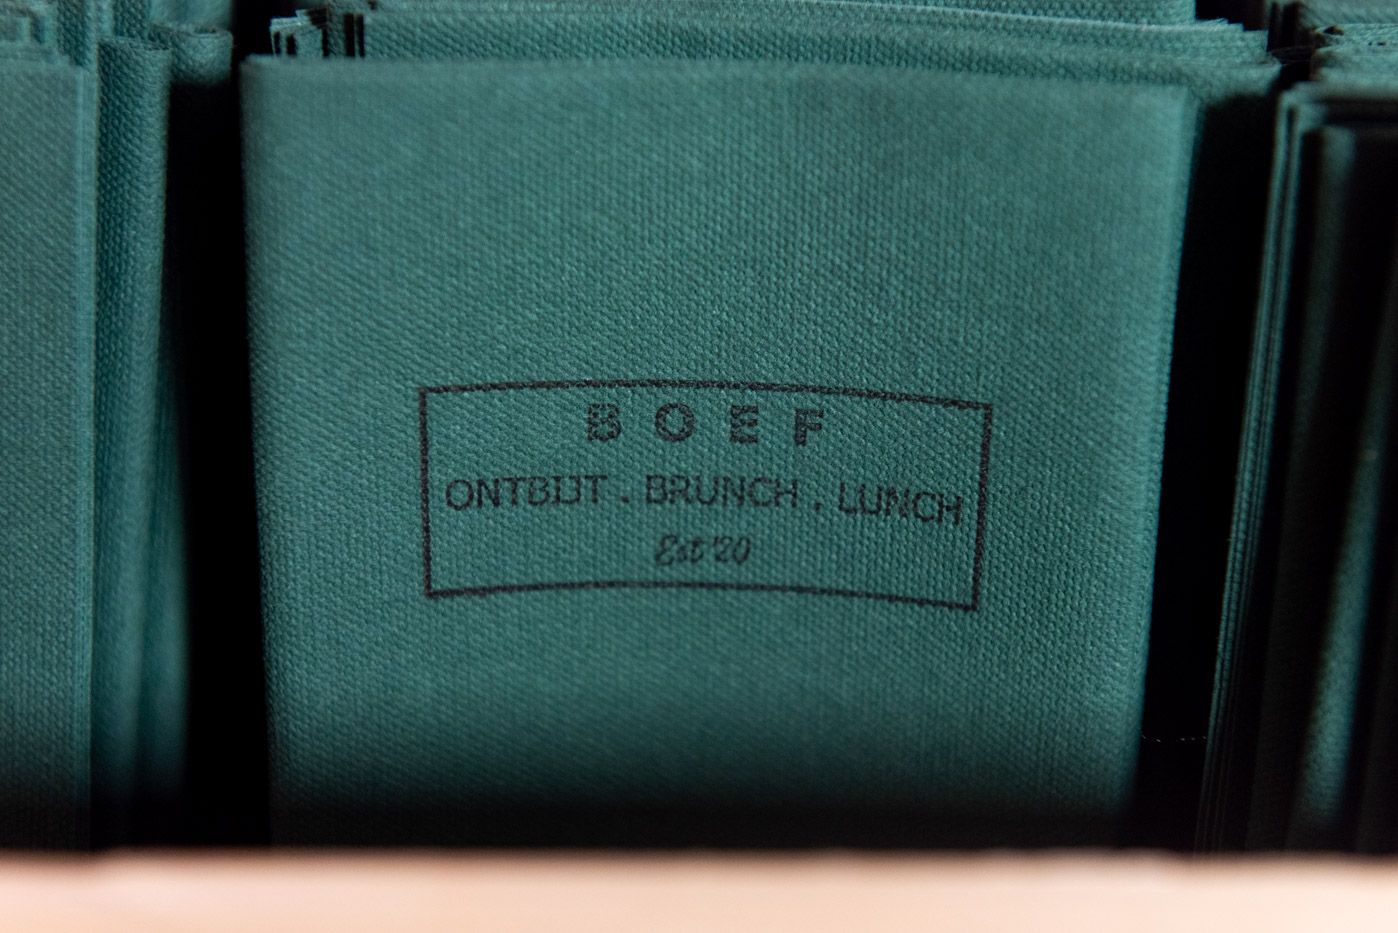 BOEF
ONTBIJT . BRUNCH . LUNCH
Est '20